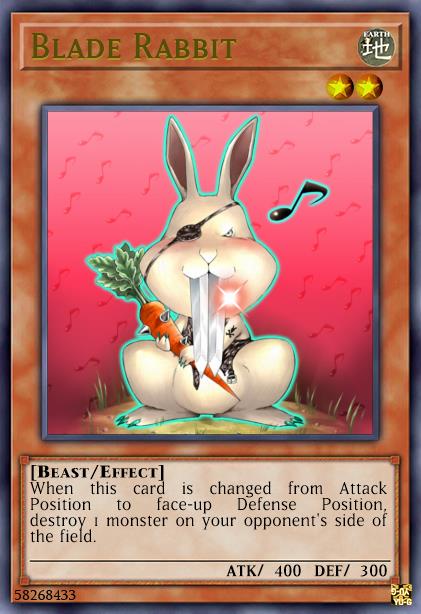 Blade Rabbit
EARTH
地
[Beast/Effect]
When this card is changed from Attack
Position to face-up Defense Position,
destroy 1 monster on your opponent's side of
the field.
ATK/ 400 DEF/ 300
58268433